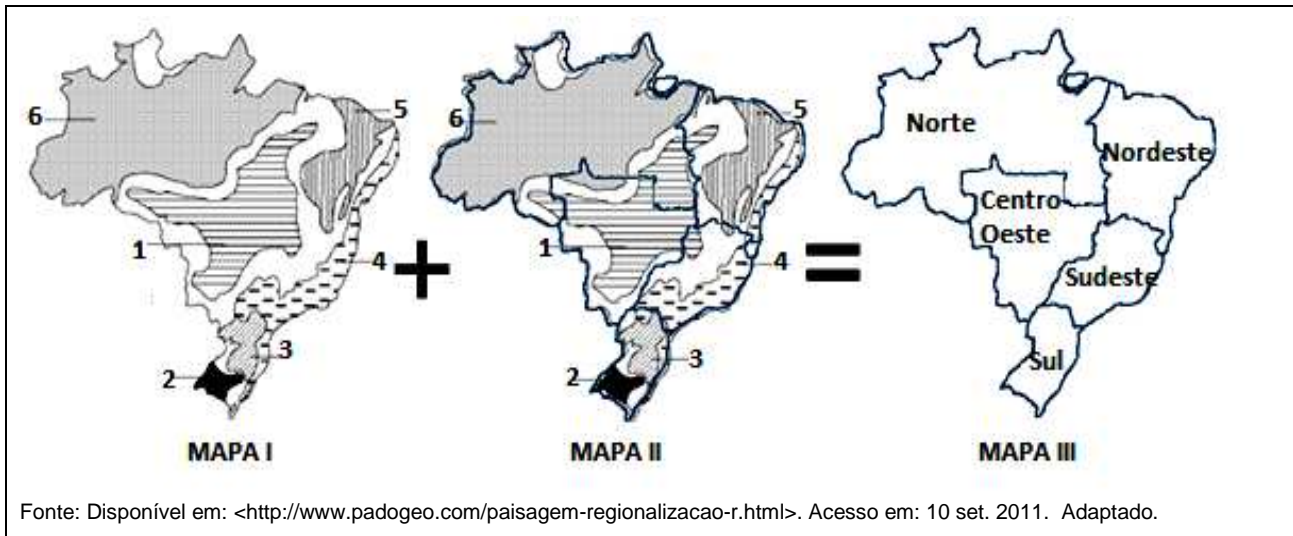 6
5
1
4
2
3
MAPA I
+
6
5
1
4
2
3
MAPA II
=
Norte
Nordeste
Centro
Oeste
Sudeste
Sul
MAPA III
Fonte: Disponível em: <http://www.padogeo.com/paisagem-regionalizacao-r.html>. Acesso em: 10 set. 2011. Adaptado.